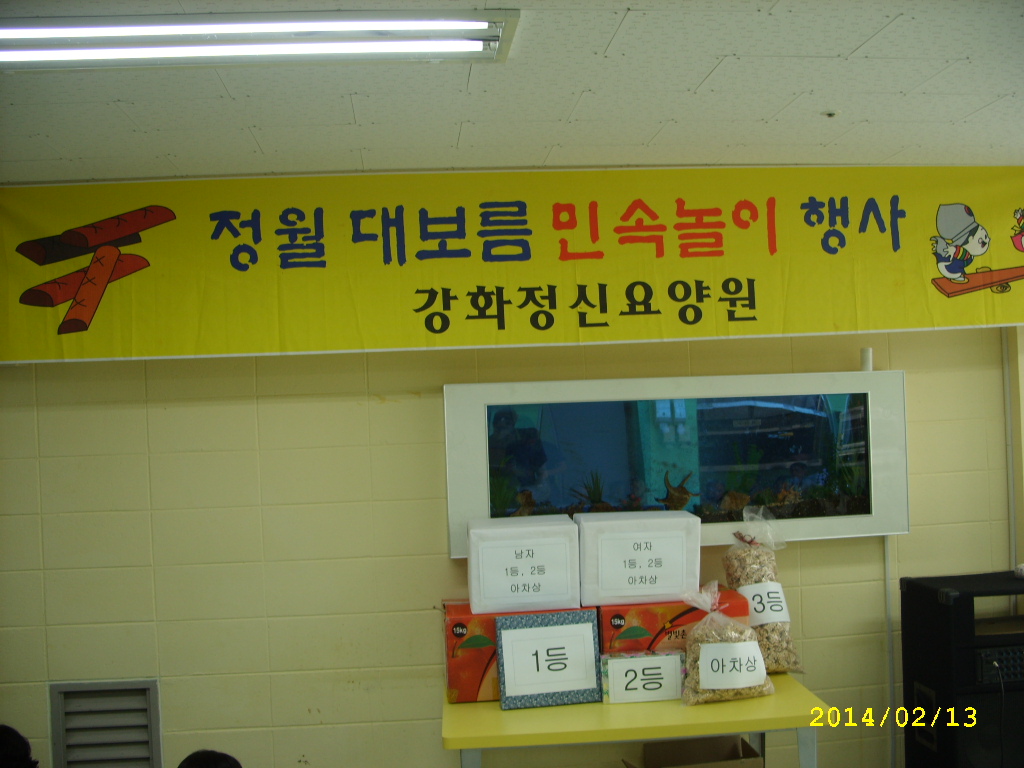 정월 대보름 민속놀이 행사
강화정신요양원
남자
1등, 2등
아차상
여자
1등, 2등
아차상
3등
15kg
15kg
1등
2등
아차상
2014/02/13